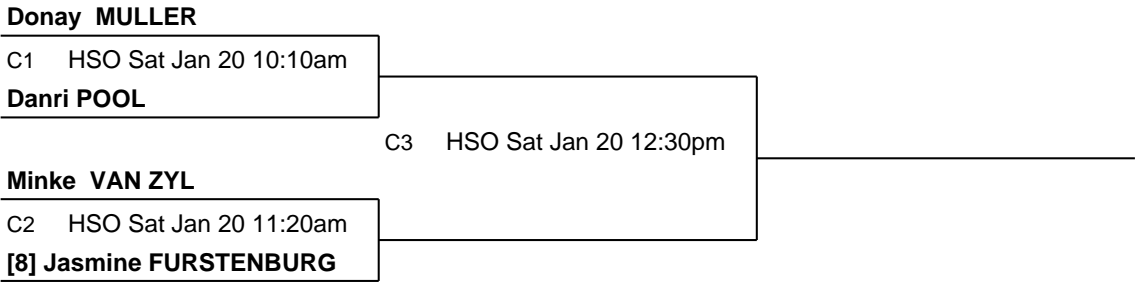 Donay MULLER
C1 HSO Sat Jan 20 10:10am
Danri POOL
C3 HSO Sat Jan 20 12:30pm
Minke VAN ZYL
C2 HSO Sat Jan 20 11:20am
[8] Jasmine FURSTENBURG